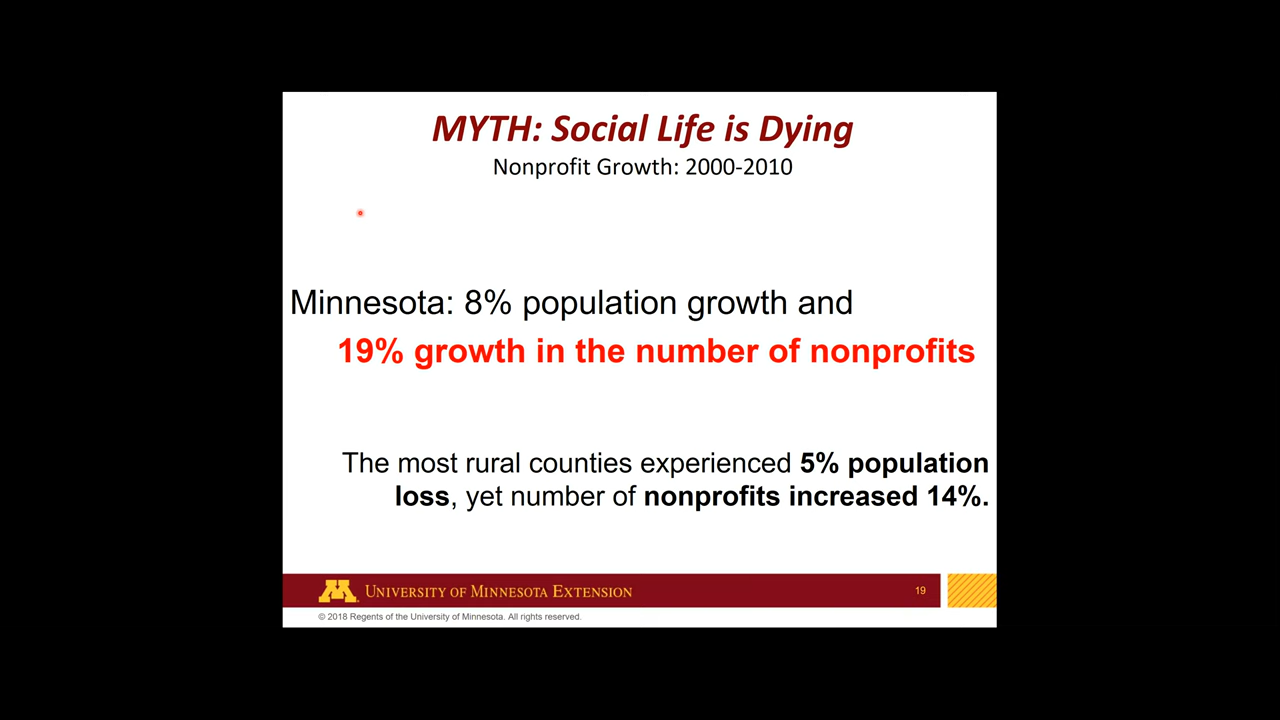 MYTH: Social Life is Dying
Nonprofit Growth: 2000-2010
Minnesota: 8% population growth and
19% growth in the number of nonprofits
The most rural counties experienced 5% population
loss, yet number of nonprofits increased 14%.
M UNIVERSITY OF MINNESOTA EXTENSION
19
© 2018 Regents of the University of Minnesota. All rights reserved.